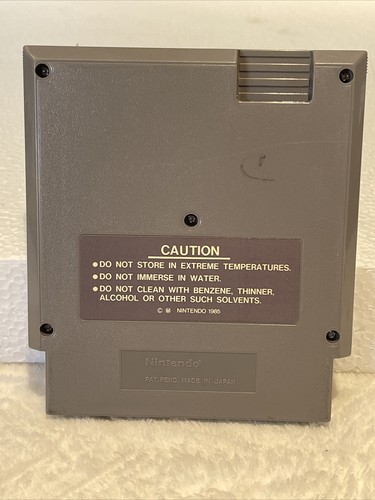 CAUTION
●DO NOT STORE IN EXTREME TEMPERATURES.
●DO NOT IMMERSE IN WATER.
●DO NOT CLEAN WITH BENZENE, THINNER,
ALCOHOL OR OTHER SUCH SOLVENTS.
© Ⓜ NINTENDO 1985
Nintendo®
PAT. PEND. MADE IN JAPAN